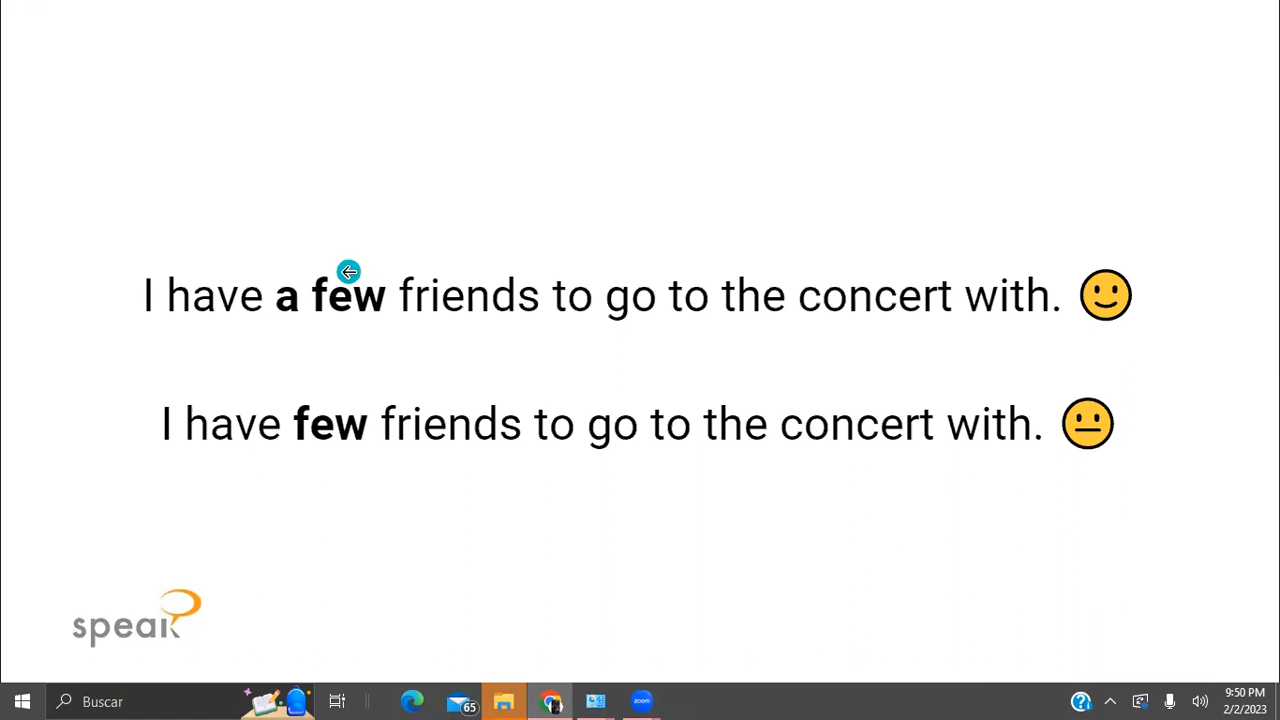 I have a few friends to go to the concert with.
I have few friends to go to the concert with.
speak
Buscar
65
zoom
9:50 PM
2/2/2023